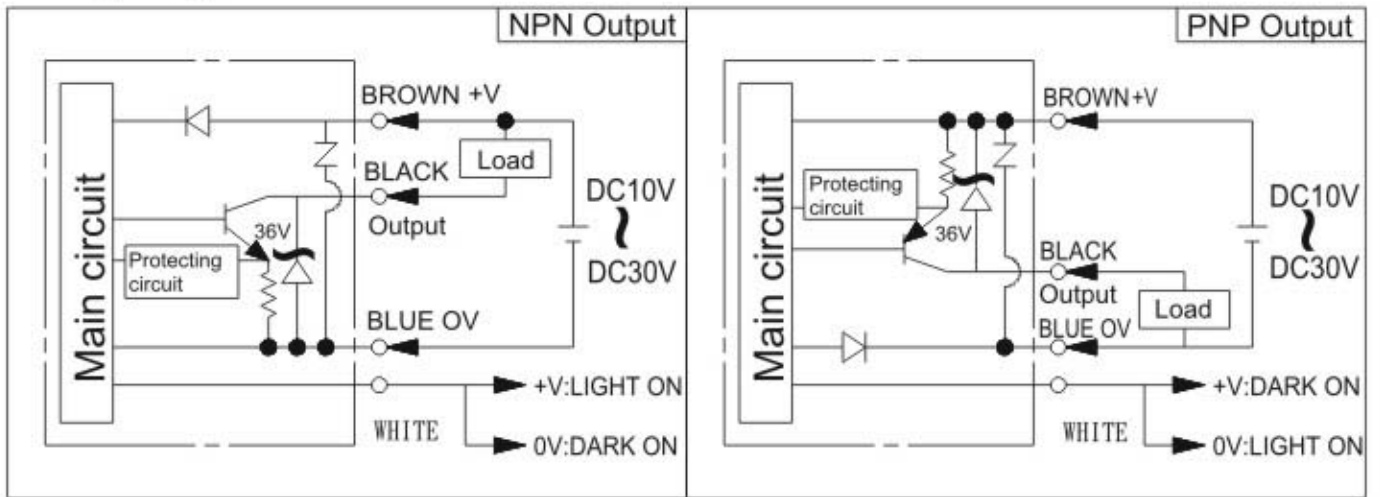 NPN Output
Main circuit
BROWN +V
Load
BLACK
Output
36V
Protecting
circuit
DC10V
DC30V
BLUE OV
+V:LIGHT ON
WHITE
0V:DARK ON
PNP Output
Main circuit
BROWN+V
Protecting
circuit
36V
DC10V
DC30V
BLACK
Output
Load
BLUE OV
+V:DARK ON
WHITE
0V:LIGHT ON